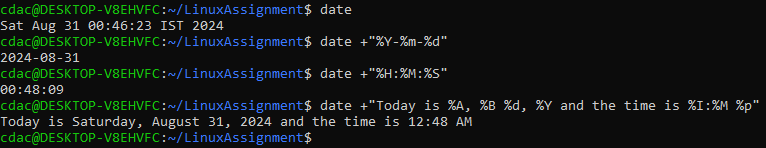 cdac@DESKTOP-V8EHVFC:~/LinuxAssignment$ date
Sat Aug 31 00:46:23 IST 2024
cdac@DESKTOP-V8EHVFC:~/LinuxAssignment$ date +"%Y-%m-%d"
2024-08-31
cdac@DESKTOP-V8EHVFC:~/LinuxAssignment$ date +"%H:%M:%S"
00:48:09
cdac@DESKTOP-V8EHVFC:~/LinuxAssignment$ date +"Today is %A, %B %d, %Y and the time is %I:%M %p"
Today is Saturday, August 31, 2024 and the time is 12:48 AM
cdac@DESKTOP-V8EHVFC:~/LinuxAssignment$